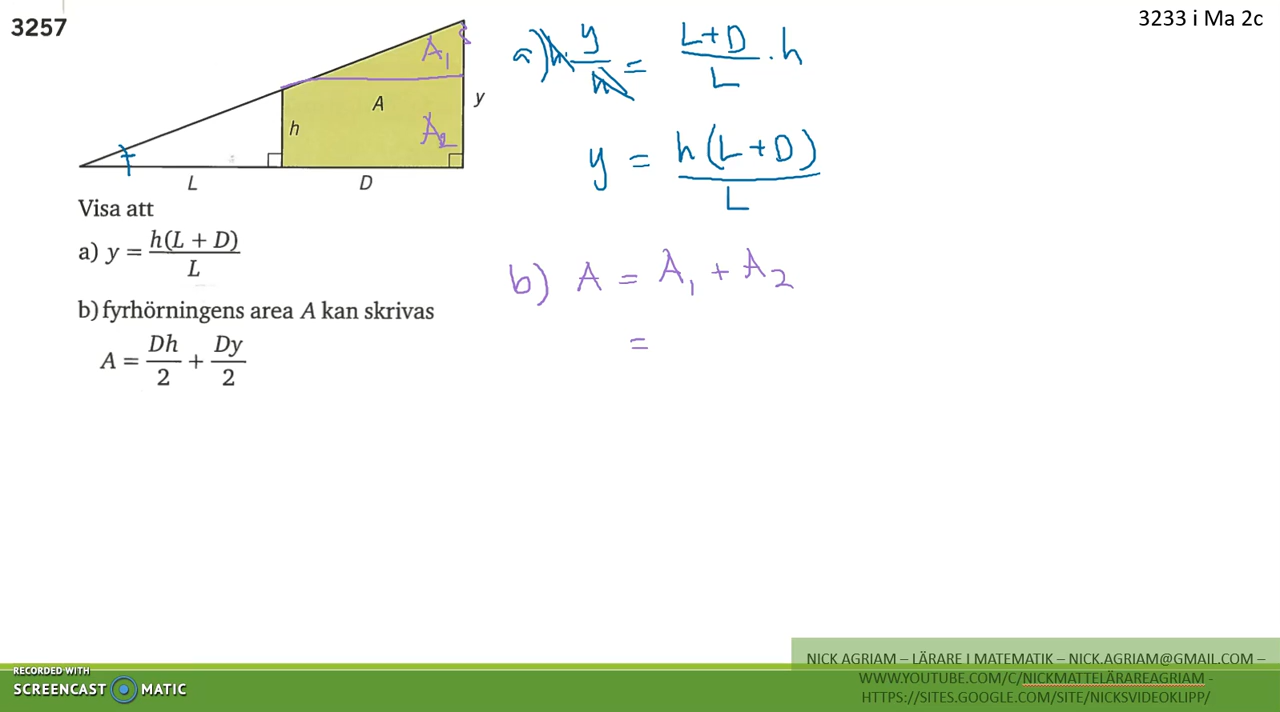 3257
3233 i Ma 2c
A₁
A
A₂
h
y
L
D
a) h · y/h = (L+D)/L · h
y = h(L+D)/L
Visa att
a) y = h(L + D)/L
b) A = A₁ + A₂
=
b) fyrhörningens area A kan skrivas
A = Dh/2 + Dy/2
RECORDED WITH
SCREENCAST MATIC
NICK AGRIAM – LÄRARE I MATEMATIK – NICK.AGRIAM@GMAIL.COM –
WWW.YOUTUBE.COM/C/NICKMATTELÄRAREAGRIAM -
HTTPS://SITES.GOOGLE.COM/SITE/NICKSVIDEOKLIPP/